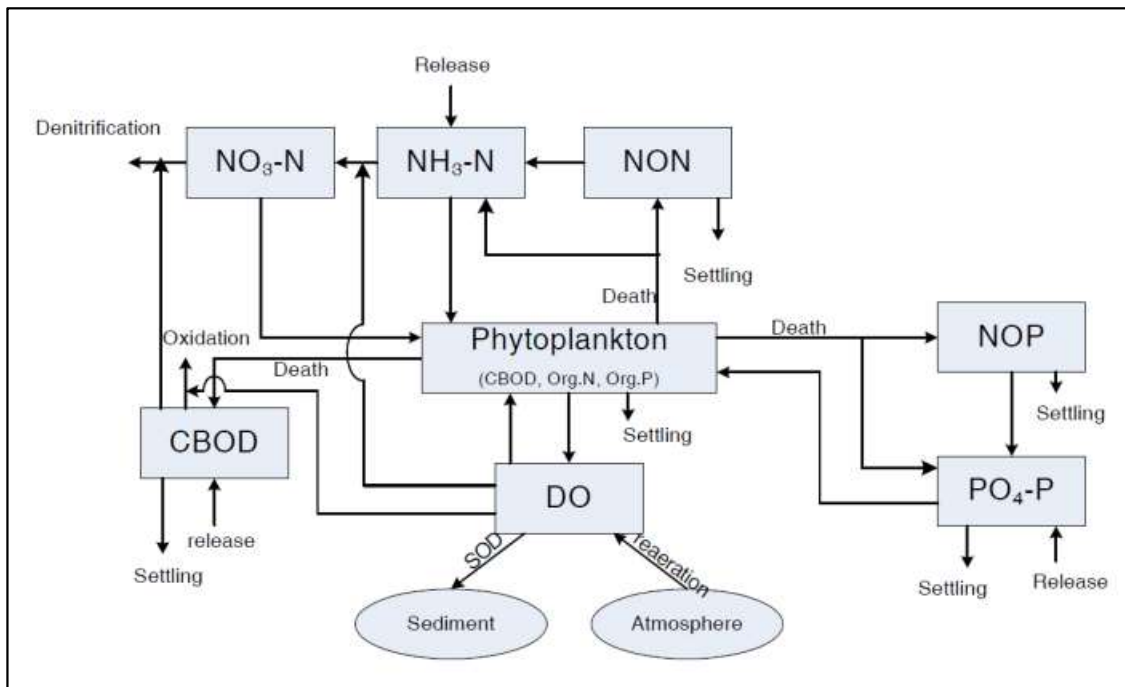 Release
Denitrification
NO₃-N
NH₃-N
NON
Settling
Death
Oxidation
Death
Phytoplankton
(CBOD, Org.N, Org.P)
Death
NOP
Settling
Settling
CBOD
DO
PO₄-P
release
SOD
reaeration
Settling
Settling
Release
Sediment
Atmosphere